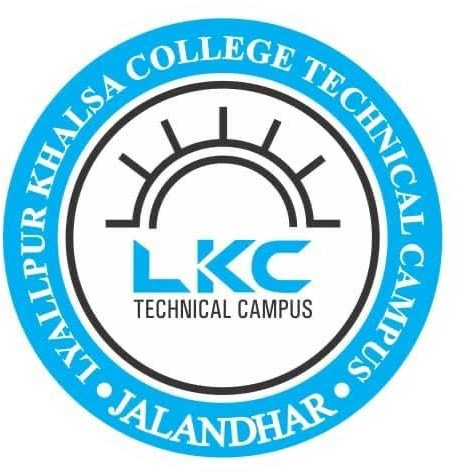 LYALLPUR KHALSA COLLEGE TECHNICAL CAMPUS
LKC
TECHNICAL CAMPUS
• JALANDHAR •